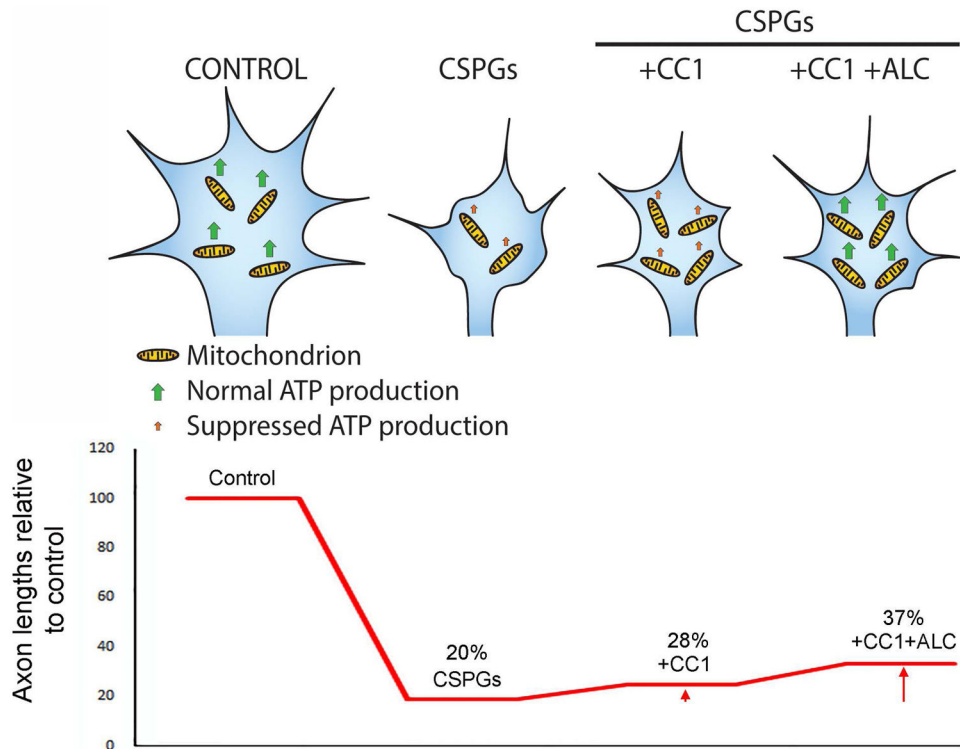 CSPGs
CONTROL
CSPGs
+CC1
+CC1 +ALC
Mitochondrion
Normal ATP production
Suppressed ATP production
Axon lengths relative
to control
120
100
80
60
40
20
0
Control
20%
CSPGs
28%
+CC1
37%
+CC1+ALC